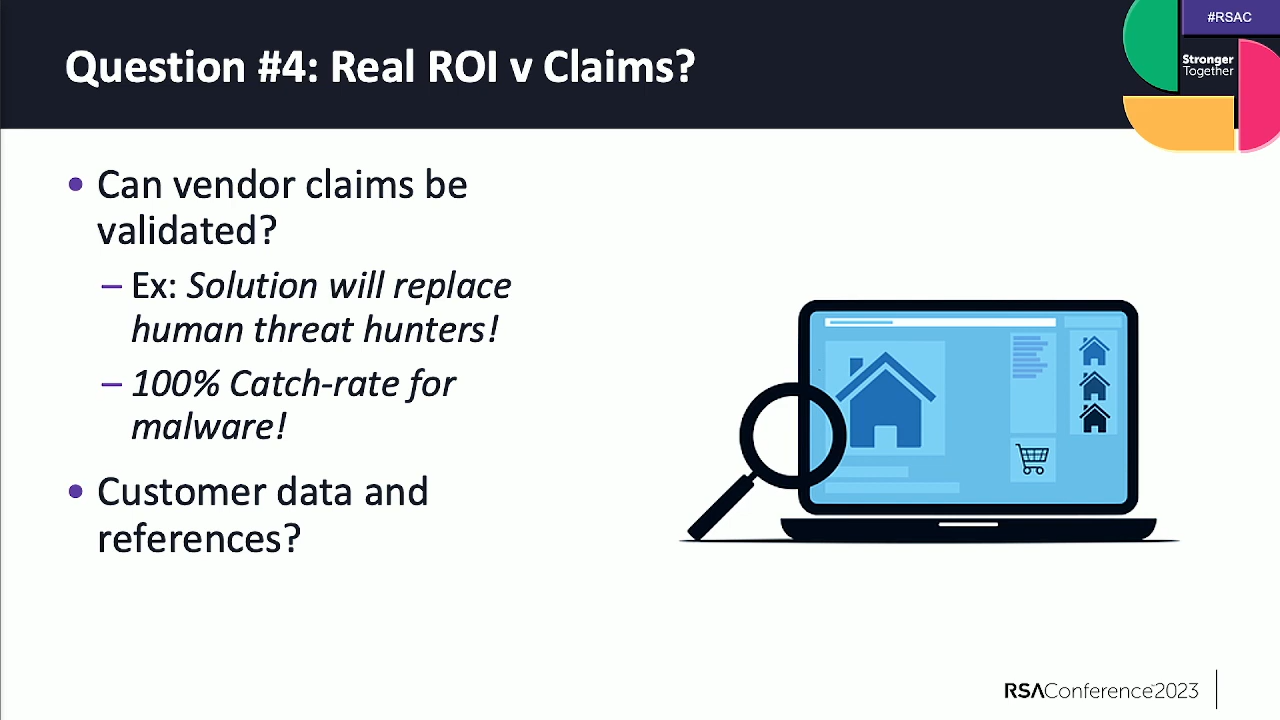 #RSAC
Question #4: Real ROI v Claims?
Stronger
Together
• Can vendor claims be
validated?
– Ex: Solution will replace
human threat hunters!
– 100% Catch-rate for
malware!
• Customer data and
references?
RSAConference™2023